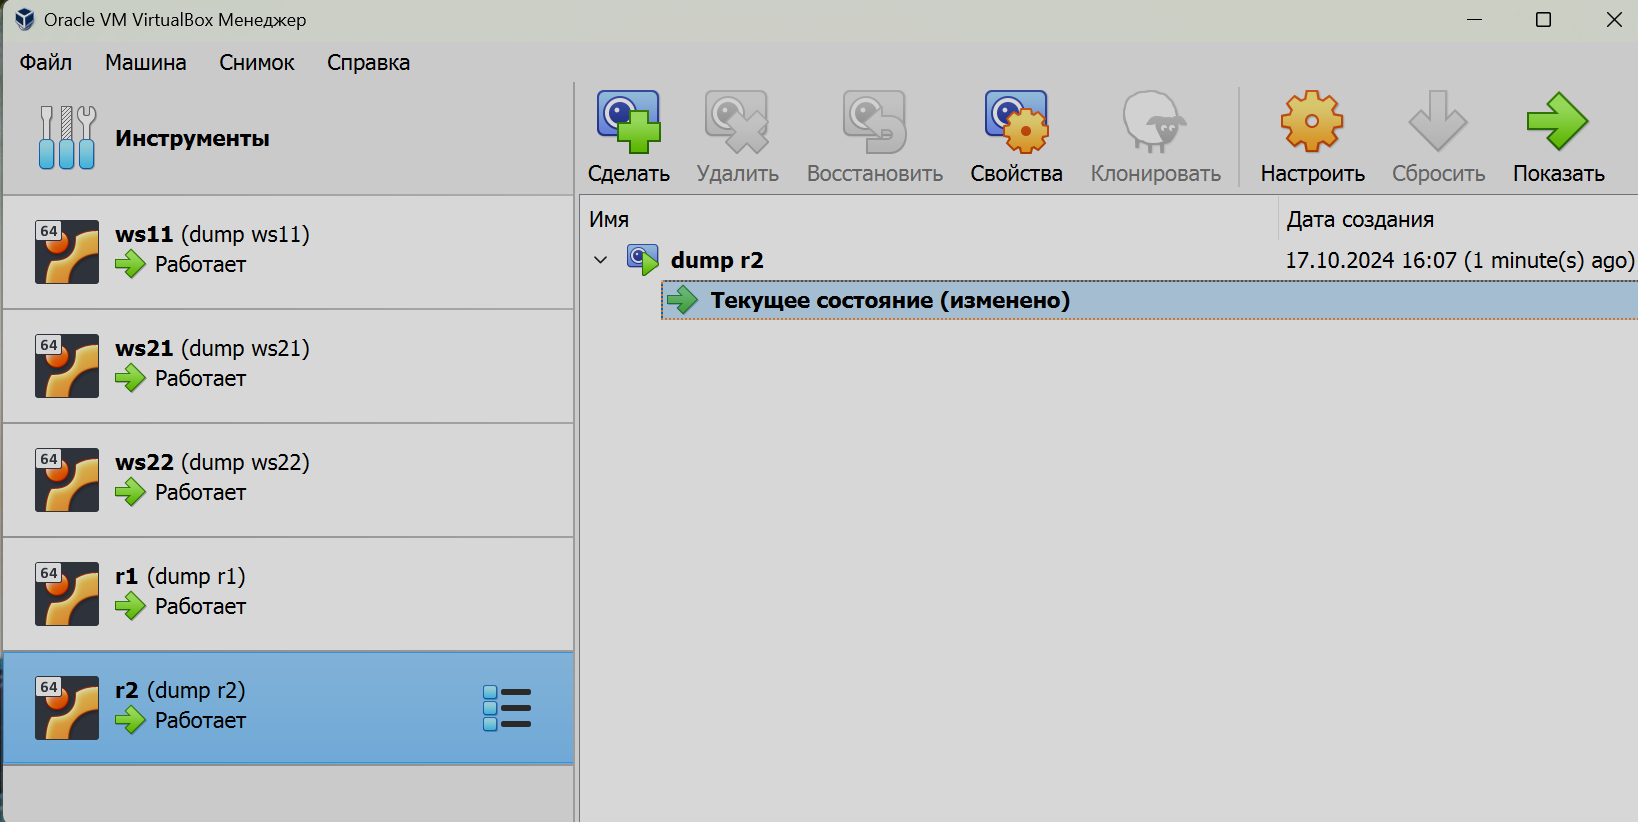 Oracle VM VirtualBox Менеджер
Файл Машина Снимок Справка
Инструменты
Сделать Удалить Восстановить Свойства Клонировать Настроить Сбросить Показать
Имя Дата создания
dump r2 17.10.2024 16:07 (1 minute(s) ago)
Текущее состояние (изменено)
64 ws11 (dump ws11)
Работает
64 ws21 (dump ws21)
Работает
64 ws22 (dump ws22)
Работает
64 r1 (dump r1)
Работает
64 r2 (dump r2)
Работает